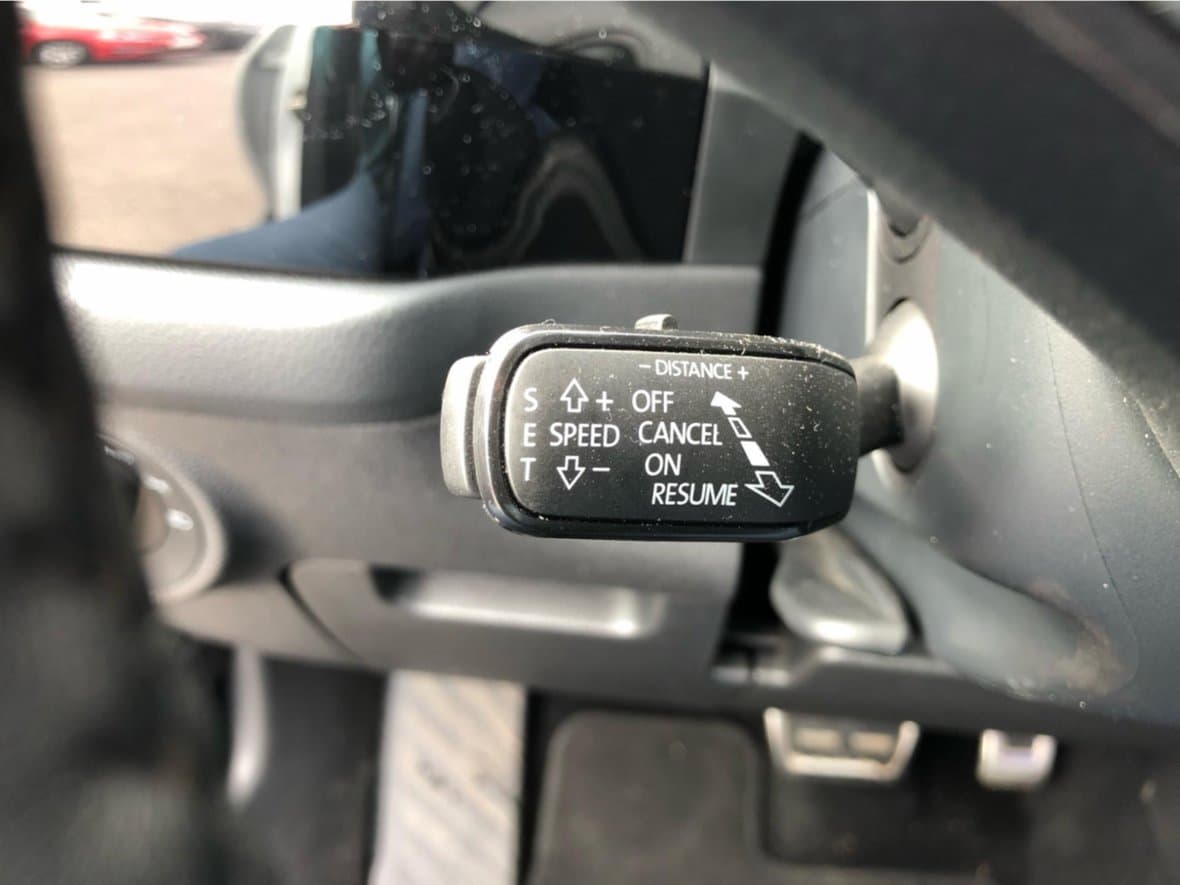 - DISTANCE +
S + OFF
E SPEED CANCEL
T - ON
RESUME